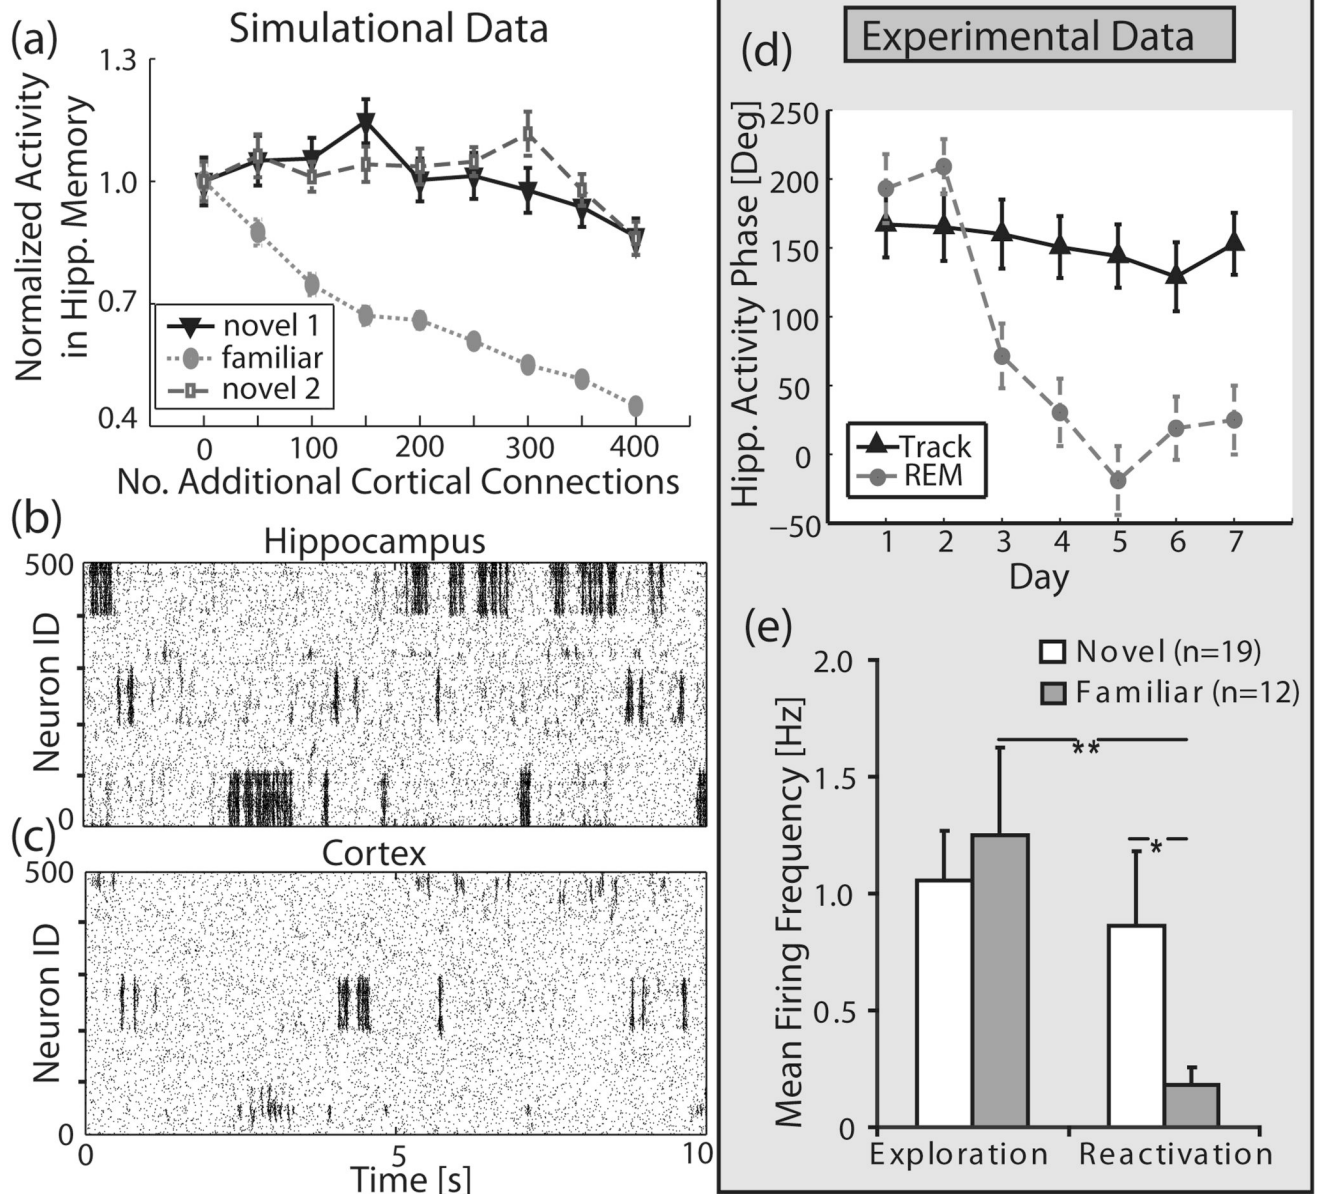 (a)
Simulational Data
Normalized Activity
in Hipp. Memory
1.3
1.0
0.7
0.4
novel 1
familiar
novel 2
0 100 200 300 400
No. Additional Cortical Connections
(b)
Hippocampus
Neuron ID
500
0
(c)
Cortex
Neuron ID
500
0
0 5 10
Time [s]
(d)
Experimental Data
Hipp. Activity Phase [Deg]
250
200
150
100
50
0
−50
Track
REM
1 2 3 4 5 6 7
Day
(e)
Novel (n=19)
Familiar (n=12)
Mean Firing Frequency [Hz]
2.0
1.5
1.0
0.5
0
**
*
Exploration Reactivation